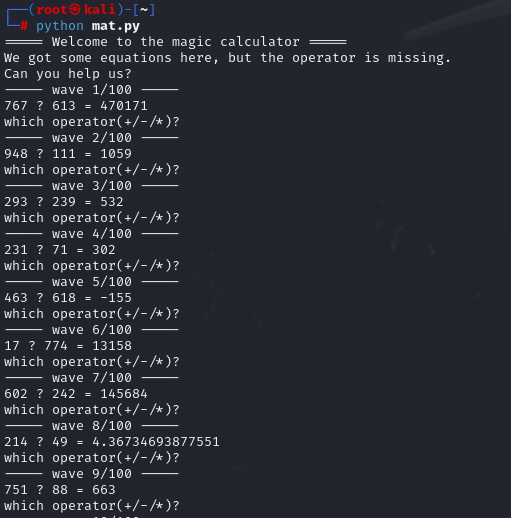 ┌──(root㉿kali)-[~]
└─# python mat.py
===== Welcome to the magic calculator =====
We got some equations here, but the operator is missing.
Can you help us?
----- wave 1/100 -----
767 ? 613 = 470171
which operator(+/-/*)?
----- wave 2/100 -----
948 ? 111 = 1059
which operator(+/-/*)?
----- wave 3/100 -----
293 ? 239 = 532
which operator(+/-/*)?
----- wave 4/100 -----
231 ? 71 = 302
which operator(+/-/*)?
----- wave 5/100 -----
463 ? 618 = -155
which operator(+/-/*)?
----- wave 6/100 -----
17 ? 774 = 13158
which operator(+/-/*)?
----- wave 7/100 -----
602 ? 242 = 145684
which operator(+/-/*)?
----- wave 8/100 -----
214 ? 49 = 4.36734693877551
which operator(+/-/*)?
----- wave 9/100 -----
751 ? 88 = 663
which operator(+/-/*)?